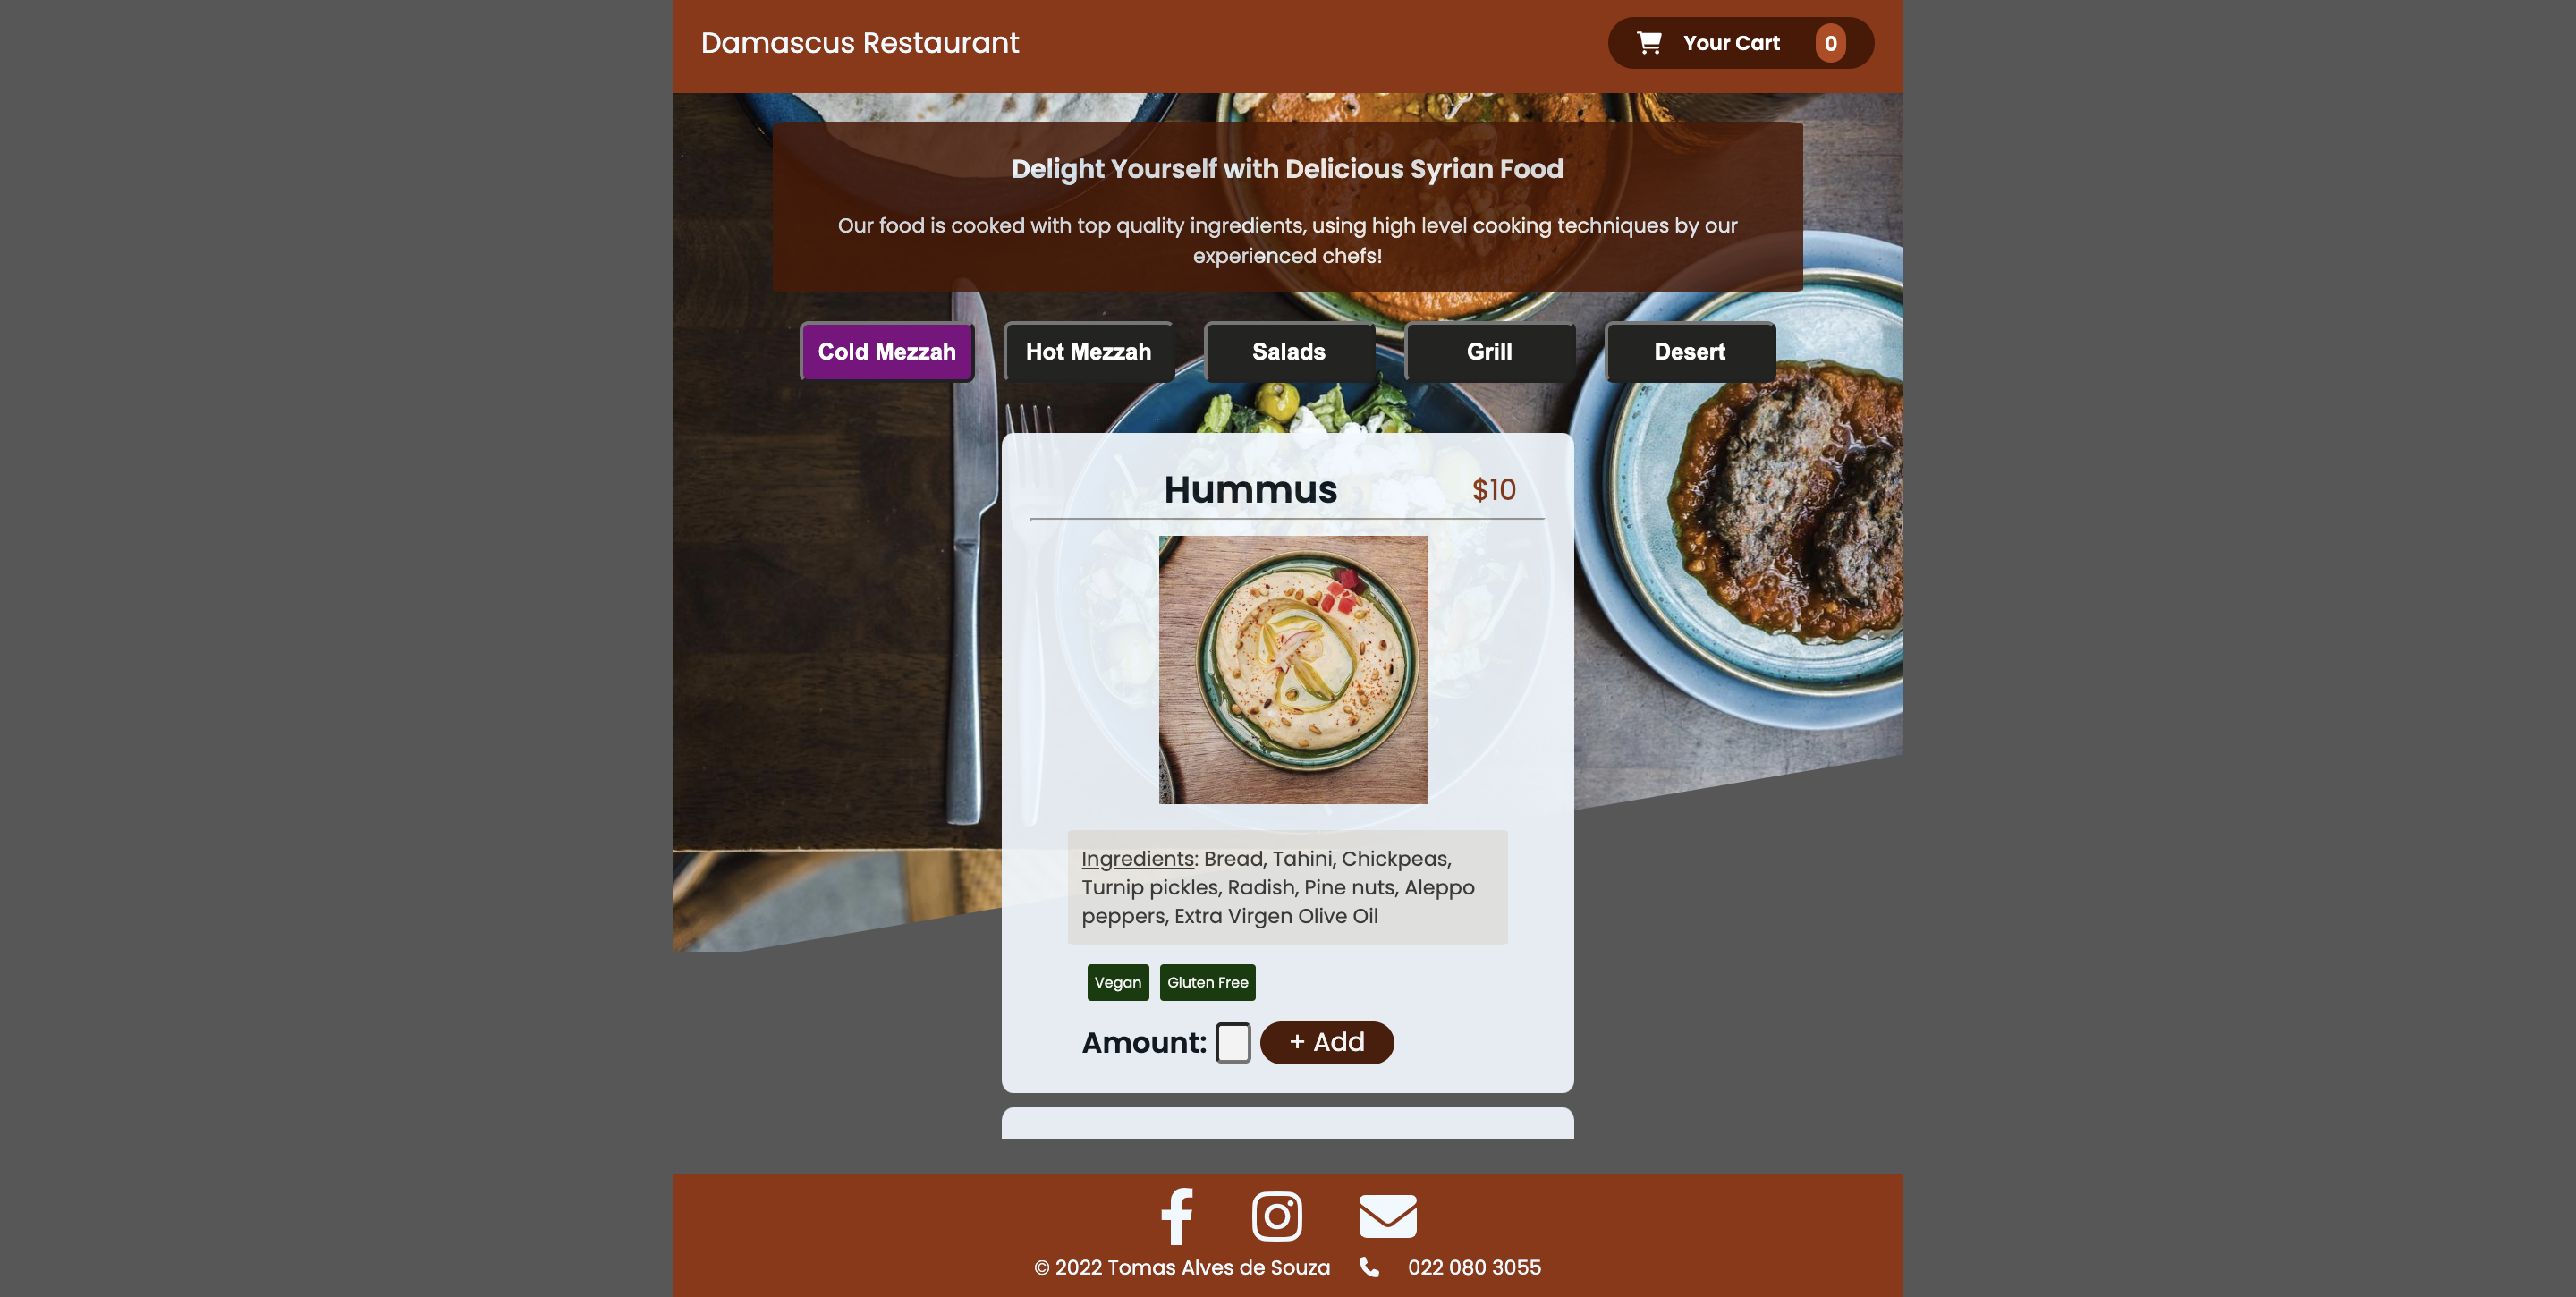 Damascus Restaurant
Your Cart 0
Delight Yourself with Delicious Syrian Food
Our food is cooked with top quality ingredients, using high level cooking techniques by our
experienced chefs!
Cold Mezzah Hot Mezzah Salads Grill Desert
Hummus $10
Ingredients: Bread, Tahini, Chickpeas,
Turnip pickles, Radish, Pine nuts, Aleppo
peppers, Extra Virgen Olive Oil
Vegan Gluten Free
Amount: + Add
© 2022 Tomas Alves de Souza 022 080 3055